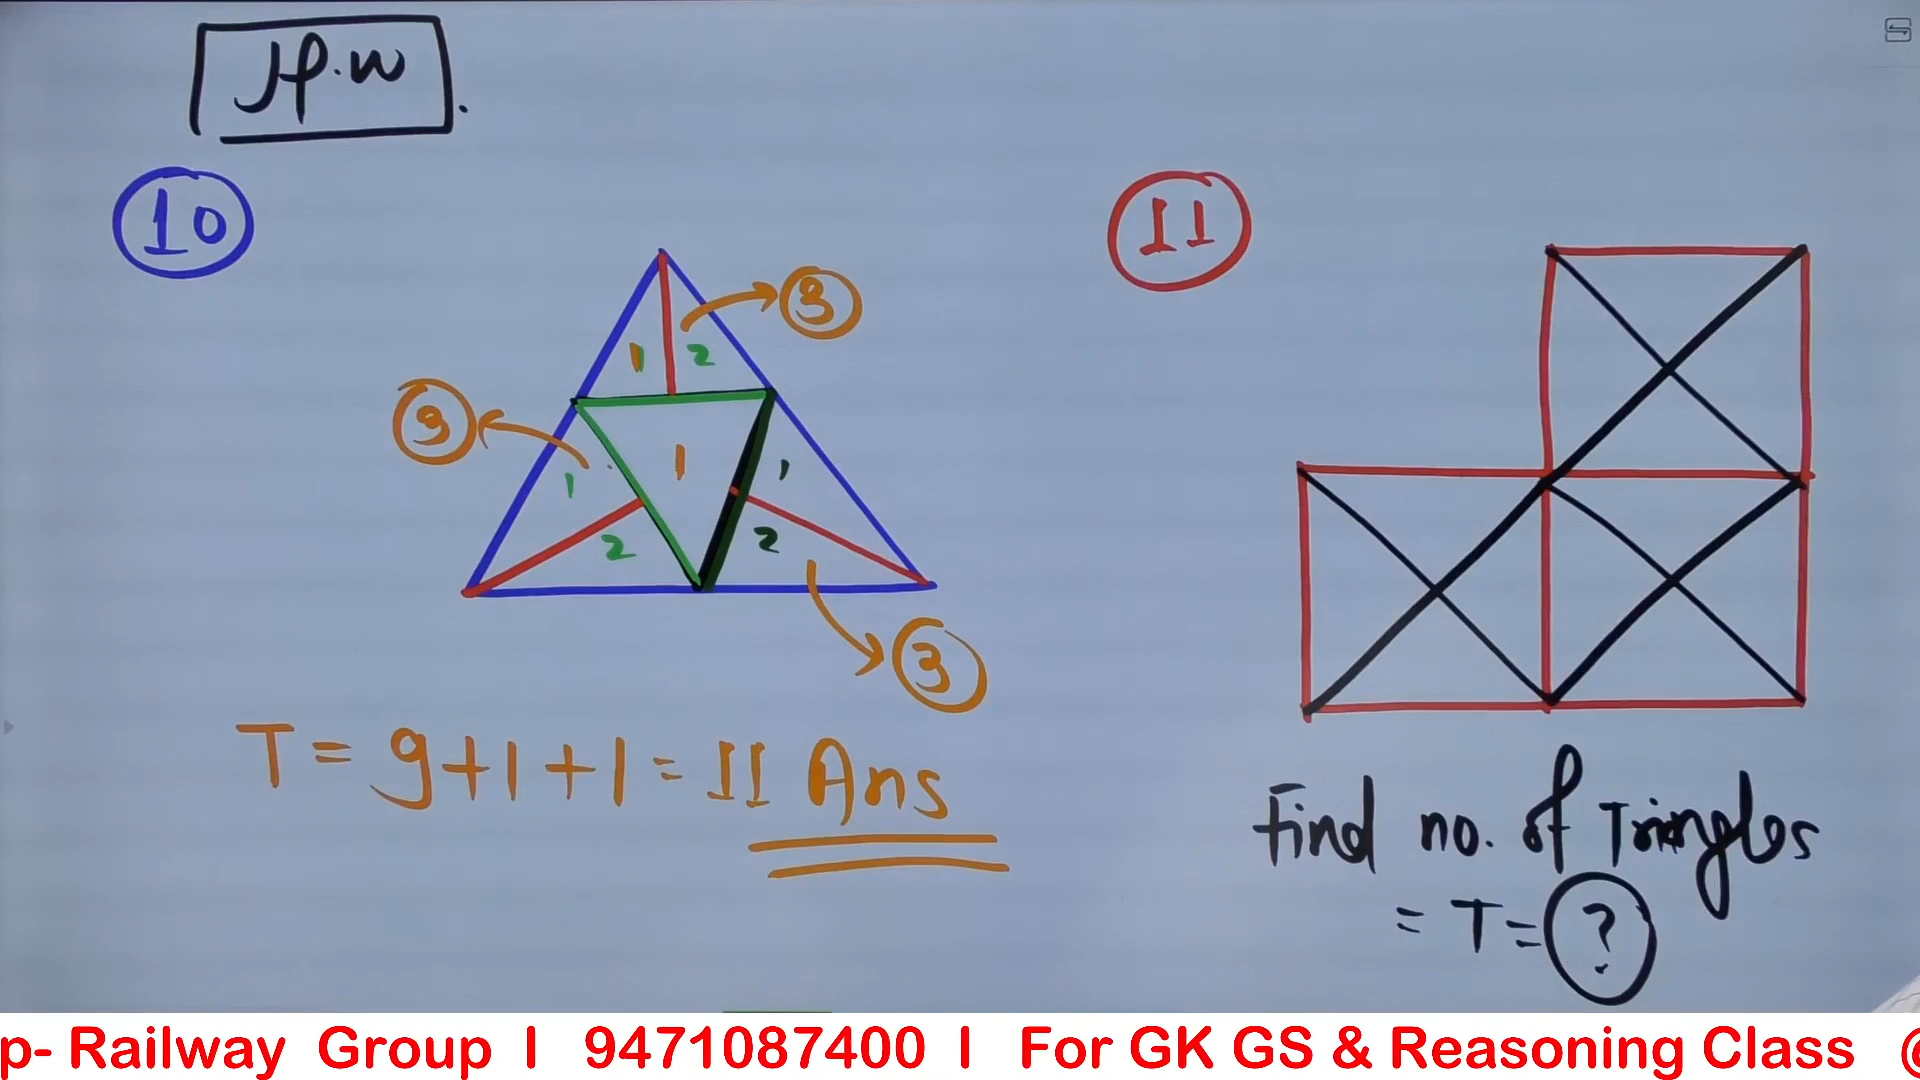 H.W.
10
11
3
1 2
3
1 1 1
2 2
3
T = 9+1+1 = 11 Ans
Find no. of Triangles
= T = ?
p- Railway Group I 9471087400 I For GK GS & Reasoning Class @